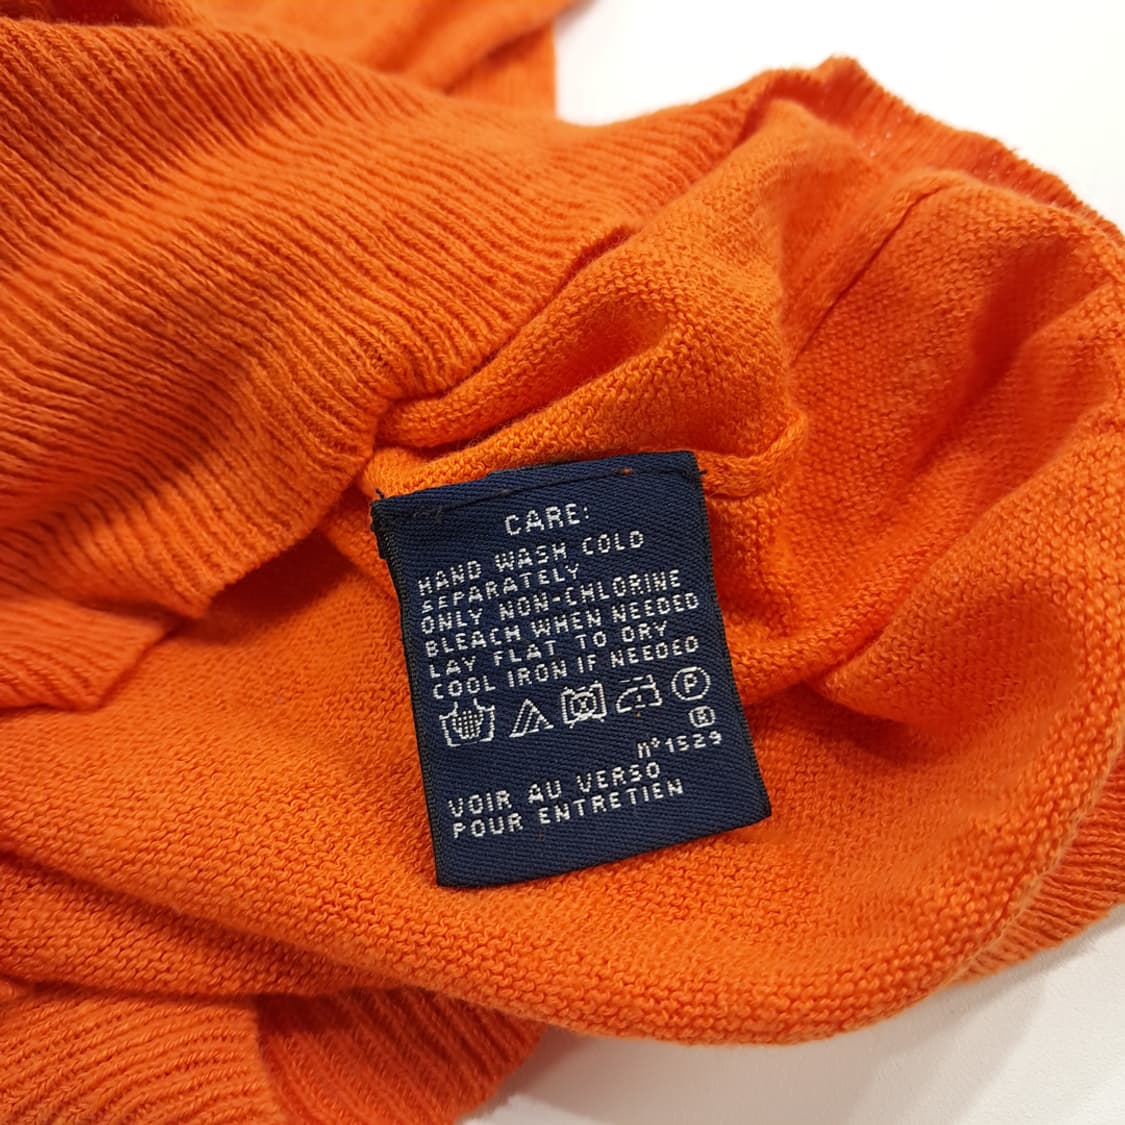 CARE:
HAND WASH COLD
SEPARATELY
ONLY NON-CHLORINE
BLEACH WHEN NEEDED
LAY FLAT TO DRY
COOL IRON IF NEEDED
P
K
n°1529
VOIR AU VERSO
POUR ENTRETIEN